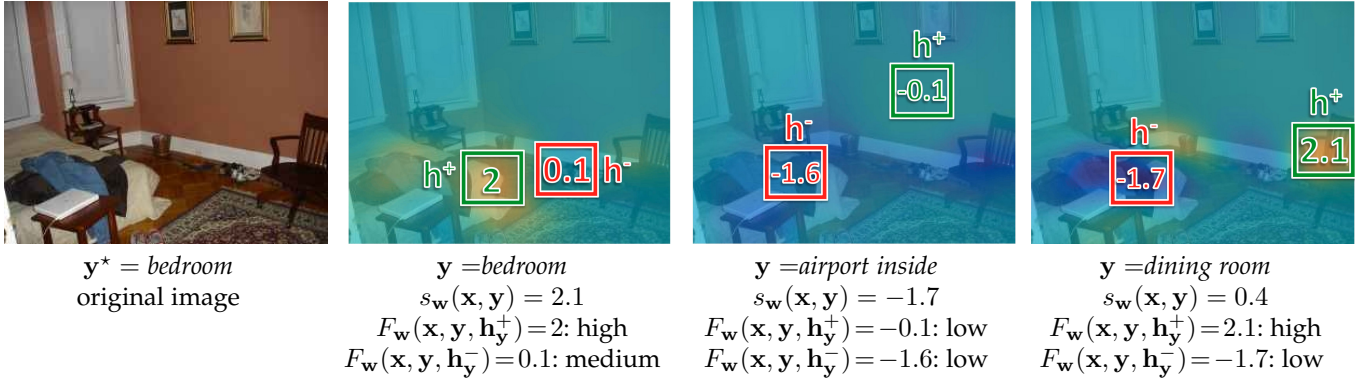 h⁺ 2 0.1 h⁻
h⁺
-0.1
h⁻
-1.6
h⁺
2.1
h⁻
-1.7
y⋆ = bedroom
original image
y =bedroom
s_w(x, y) = 2.1
F_w(x, y, h_y⁺)=2: high
F_w(x, y, h_y⁻)=0.1: medium
y =airport inside
s_w(x, y) = −1.7
F_w(x, y, h_y⁺)=−0.1: low
F_w(x, y, h_y⁻)=−1.6: low
y =dining room
s_w(x, y) = 0.4
F_w(x, y, h_y⁺)=2.1: high
F_w(x, y, h_y⁻)=−1.7: low